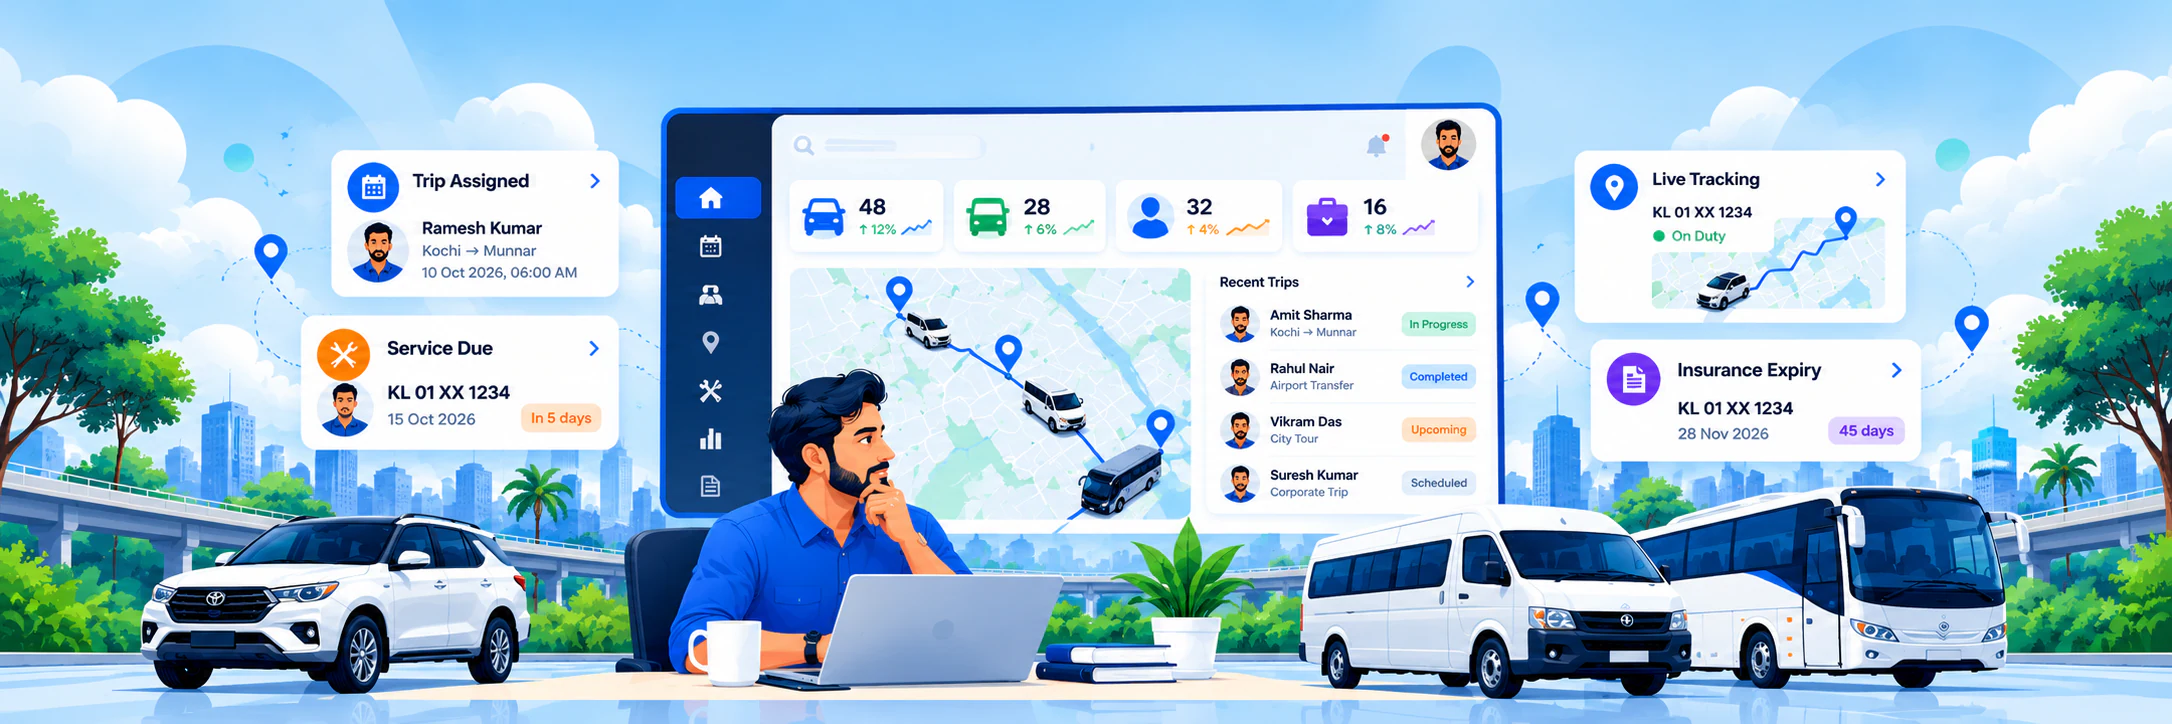 Trip Assigned
Ramesh Kumar
Kochi → Munnar
10 Oct 2026, 06:00 AM
Service Due
KL 01 XX 1234
15 Oct 2026
In 5 days
48
↑ 12%
28
↑ 6%
32
↑ 4%
16
↑ 8%
Recent Trips
Amit Sharma
Kochi → Munnar
In Progress
Rahul Nair
Airport Transfer
Completed
Vikram Das
City Tour
Upcoming
Suresh Kumar
Corporate Trip
Scheduled
Live Tracking
KL 01 XX 1234
On Duty
Insurance Expiry
KL 01 XX 1234
28 Nov 2026
45 days